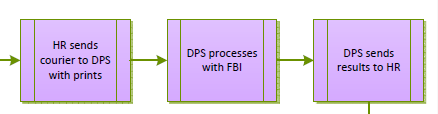 HR sends
courier to DPS
with prints
DPS processes
with FBI
DPS sends
results to HR